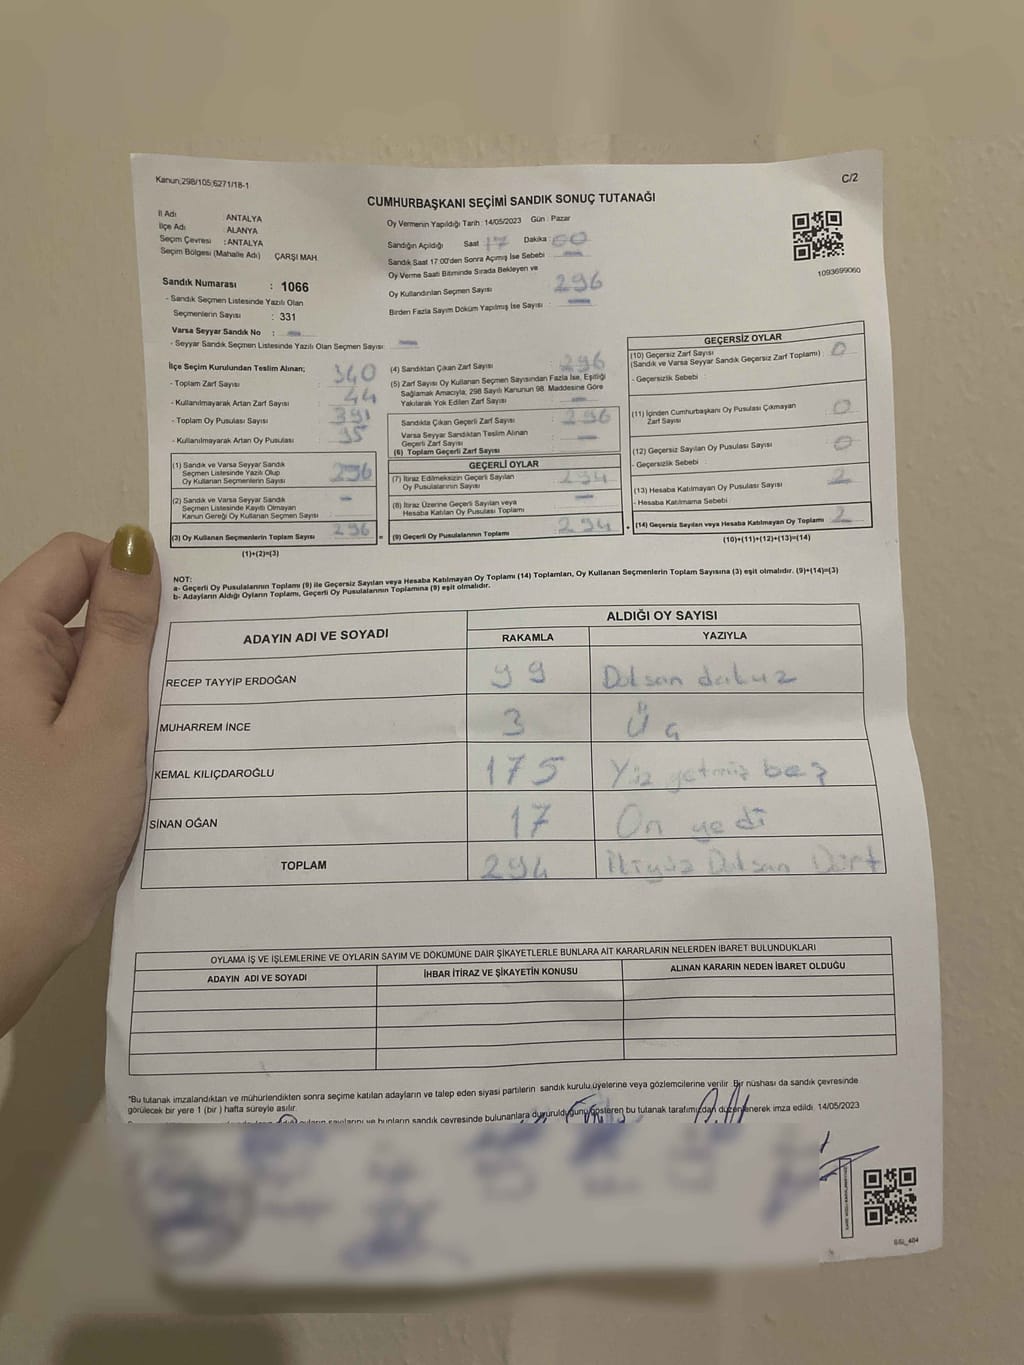 Kanun;298/105;6271/18-1
C/2
CUMHURBAŞKANI SEÇİMİ SANDIK SONUÇ TUTANAĞI
İl Adı ANTALYA
İlçe Adı : ALANYA
Seçim Çevresi : ANTALYA
Seçim Bölgesi (Mahalle Adı) ÇARŞI MAH.
Oy Vermenin Yapıldığı Tarih :14/05/2023 Gün : Pazar
Sandığın Açıldığı Saat 17 Dakika : 00
Sandık Saat 17:00'den Sonra Açımış İse Sebebi : —
Oy Verme Saati Bitiminde Sırada Bekleyen ve
Oy Kullandırılan Seçmen Sayısı : 296
Birden Fazla Sayım Döküm Yapılmış İse Sayısı : —
1093699060
Sandık Numarası : 1066
- Sandık Seçmen Listesinde Yazılı Olan
Seçmenlerin Sayısı : 331
Varsa Seyyar Sandık No : —
- Seyyar Sandık Seçmen Listesinde Yazılı Olan Seçmen Sayısı: —
İlçe Seçim Kurulundan Teslim Alınan;
- Toplam Zarf Sayısı : 340
- Kullanılmayarak Artan Zarf Sayısı : 44
- Toplam Oy Pusulası Sayısı : 391
- Kullanılmayarak Artan Oy Pusulası : 95
(1) Sandık ve Varsa Seyyar Sandık
Seçmen Listesinde Yazılı Olup
Oy Kullanan Seçmenlerin Sayısı : 296
(2) Sandık ve Varsa Seyyar Sandık
Seçmen Listesinde Kayıtlı Olmayan
Kanun Gereği Oy Kullanan Seçmen Sayısı : —
(3) Oy Kullanan Seçmenlerin Toplam Sayısı : 296
(1)+(2)=(3)
(4) Sandıktan Çıkan Zarf Sayısı : 296
(5) Zarf Sayısı Oy Kullanan Seçmen Sayısından Fazla İse, Eşitliği
Sağlamak Amacıyla; 298 Sayılı Kanunun 98. Maddesine Göre
Yakılarak Yok Edilen Zarf Sayısı : —
Sandıkta Çıkan Geçerli Zarf Sayısı : 296
Varsa Seyyar Sandıktan Teslim Alınan
Geçerli Zarf Sayısı : —
(6) Toplam Geçerli Zarf Sayısı
GEÇERLİ OYLAR
(7) İtiraz Edilmeksizin Geçerli Sayılan
Oy Pusulalarının Sayısı : 294
(8) İtiraz Üzerine Geçerli Sayılan veya
Hesaba Katılan Oy Pusulası Toplamı : —
(9) Geçerli Oy Pusulalarının Toplamı : 294
GEÇERSİZ OYLAR
(10) Geçersiz Zarf Sayısı
(Sandık ve Varsa Seyyar Sandık Geçersiz Zarf Toplamı) : 0
- Geçersizlik Sebebi :
(11) İçinden Cumhurbaşkanı Oy Pusulası Çıkmayan
Zarf Sayısı : 0
(12) Geçersiz Sayılan Oy Pusulası Sayısı : 0
- Geçersizlik Sebebi :
(13) Hesaba Katılmayan Oy Pusulası Sayısı : 2
- Hesaba Katılmama Sebebi :
(14) Geçersiz Sayılan veya Hesaba Katılmayan Oy Toplamı : 2
(10)+(11)+(12)+(13)=(14)
NOT:
a- Geçerli Oy Pusulalarının Toplamı (9) ile Geçersiz Sayılan veya Hesaba Katılmayan Oy Toplamı (14) Toplamları, Oy Kullanan Seçmenlerin Toplam Sayısına (3) eşit olmalıdır. (9)+(14)=(3)
b- Adayların Aldığı Oyların Toplamı, Geçerli Oy Pusulalarının Toplamına (9) eşit olmalıdır.
ADAYIN ADI VE SOYADI ALDIĞI OY SAYISI
RAKAMLA YAZIYLA
RECEP TAYYİP ERDOĞAN 99 Doksan dokuz
MUHARREM İNCE 3 Üç
KEMAL KILIÇDAROĞLU 175 Yüz yetmiş beş
SİNAN OĞAN 17 On yedi
TOPLAM 294 İkiyüz Doksan Dört
OYLAMA İŞ VE İŞLEMLERİNE VE OYLARIN SAYIM VE DÖKÜMÜNE DAİR ŞİKAYETLERLE BUNLARA AİT KARARLARIN NELERDEN İBARET BULUNDUKLARI
ADAYIN ADI VE SOYADI İHBAR İTİRAZ VE ŞİKAYETİN KONUSU ALINAN KARARIN NEDEN İBARET OLDUĞU
*Bu tutanak imzalandıktan ve mühürlendikten sonra seçime katılan adayların ve talep eden siyasi partilerin sandık kurulu üyelerine veya gözlemcilerine verilir. Bir nüshası da sandık çevresinde
görülecek bir yere 1 (bir) hafta süreyle asılır.
sayılarını ve bunların sandık çevresinde bulunanlara duyurulduğunu gösteren bu tutanak tarafımızdan düzenlenerek imza edildi. 14/05/2023